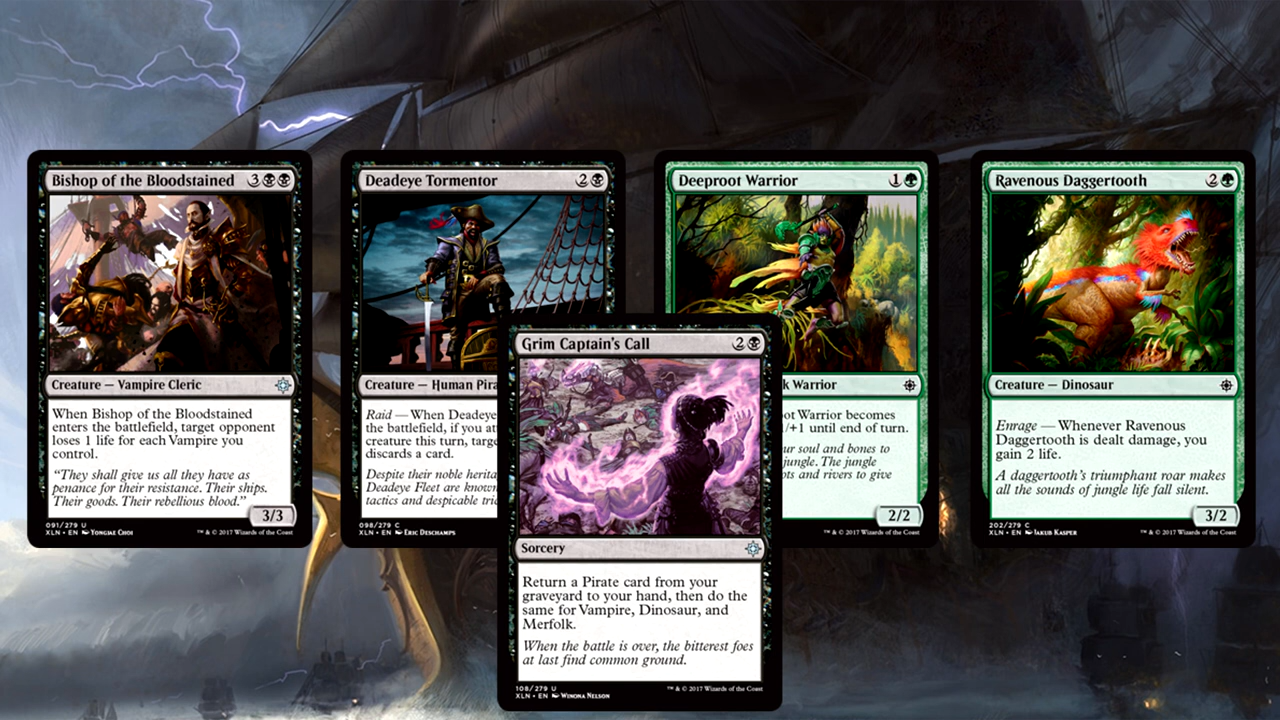 Bishop of the Bloodstained 3
Creature — Vampire Cleric
When Bishop of the Bloodstained
enters the battlefield, target opponent
loses 1 life for each Vampire you
control.
"They shall give us all they have as
penance for their resistance. Their ships.
Their goods. Their rebellious blood."
3/3
091/279 U
XLN • EN YONGJAE CHOI
™ & © 2017 Wizards of the Coast
Deadeye Tormentor 2
Creature — Human
Raid — When Deadeye
the battlefield, if you
creature this turn,
discards a card.
Despite their noble
Deadeye Fleet are
tactics and despicable
098/279 C
XLN • EN ERIC DESCHAMPS
Deeproot Warrior 1
Warrior
Warrior becomes
/+1 until end of turn.
soul and bones to
jungle. The jungle
and rivers to give
2/2
™ & © 2017 Wizards of the Coast
Ravenous Daggertooth 2
Creature — Dinosaur
Enrage — Whenever Ravenous
Daggertooth is dealt damage, you
gain 2 life.
A daggertooth's triumphant roar makes
all the sounds of jungle life fall silent.
3/2
202/279 C
XLN • EN JAKUB KASPER
™ & © 2017 Wizards of the Coast
Grim Captain's Call 2
Sorcery
Return a Pirate card from your
graveyard to your hand, then do the
same for Vampire, Dinosaur, and
Merfolk.
When the battle is over, the bitterest foes
at last find common ground.
108/279 U
XLN • EN WINONA NELSON
™ & © 2017 Wizards of the Coast